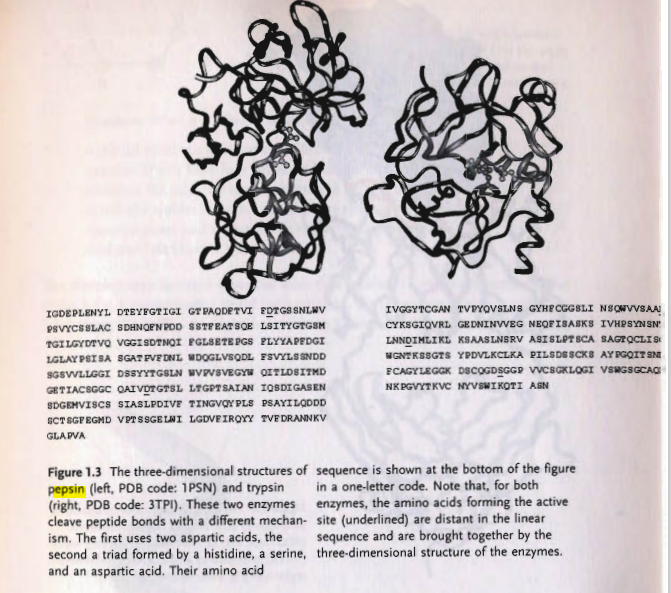 IGDEPLENYL DTEYFGTIGI GTPAQDFTVI FDTGSSNLWV
PSVYCSSLAC SDHNQFNPDD SSTFEATSQE LSITYGTGSM
TGILGYDTVQ VGGISDTNQI FGLSETEPGS FLYYAPFDGI
LGLAYPSISA SGATPVFDNL WDQGLVSQDL FSVYLSSNDD
SGSVVLLGGI DSSYYTGSLN WVPVSVEGYW QITLDSITMD
GETIACSGGC QAIVDTGTSL LTGPTSAIAN IQSDIGASEN
SDGEMVISCS SIASLPDIVF TINGVQYPLS PSAYILQDDD
SCTSGFEGMD VPTSSGELWI LGDVFIRQYY TVFDRANNKV
GLAPVA
IVGGYTCGAN TVPYQVSLNS GYHFCGGSLI NSQWVVSAA
CYKSGIQVRL GEDNINVVEG NEQFISASKS IVHPSYNSN
LNNDIMLIKL KSAASLNSRV ASISLPTSCA SAGTQCLIS
WGNTKSSGTS YPDVLKCLKA PILSDSSCKS AYPGQITSN
FCAGYLEGGK DSCQGDSGGP VVCSGKLQGI VSWGSGCAQ
NKPGVYTKVC NYVSWIKQTI ASN
Figure 1.3 The three-dimensional structures of
pepsin (left, PDB code: 1PSN) and trypsin
(right, PDB code: 3TPI). These two enzymes
cleave peptide bonds with a different mechan-
ism. The first uses two aspartic acids, the
second a triad formed by a histidine, a serine,
and an aspartic acid. Their amino acid
sequence is shown at the bottom of the figure
in a one-letter code. Note that, for both
enzymes, the amino acids forming the active
site (underlined) are distant in the linear
sequence and are brought together by the
three-dimensional structure of the enzymes.